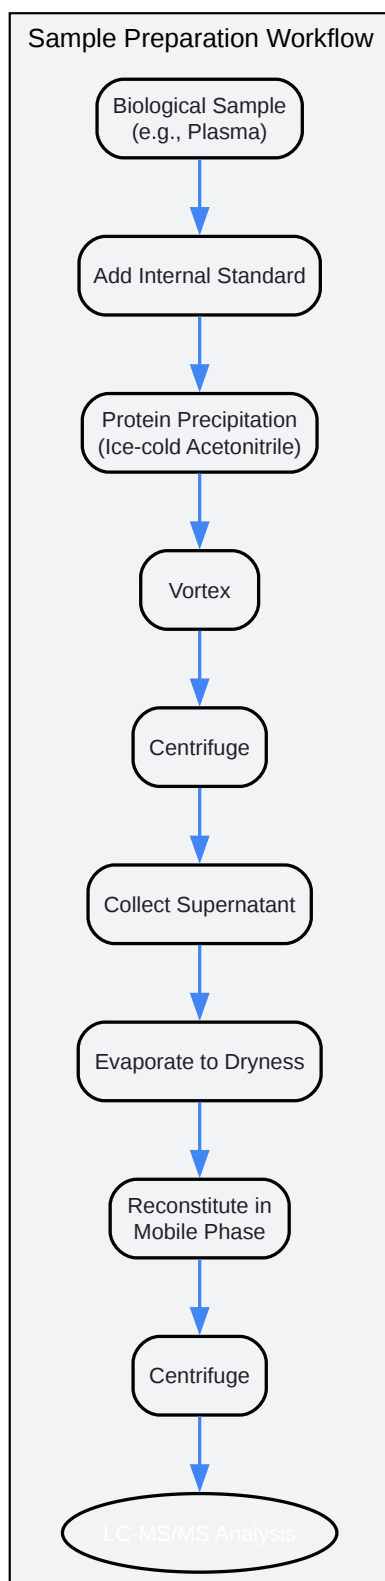 Sample Preparation Workflow
Biological Sample
(e.g., Plasma)
Add Internal Standard
Protein Precipitation
(Ice-cold Acetonitrile)
Vortex
Centrifuge
Collect Supernatant
Evaporate to Dryness
Reconstitute in
Mobile Phase
Centrifuge
LC-MS/MS Analysis